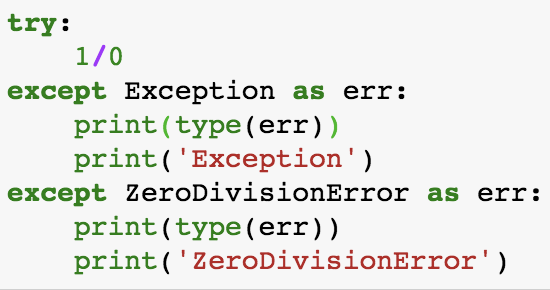 try:
    1/0
except Exception as err:
    print(type(err))
    print('Exception')
except ZeroDivisionError as err:
    print(type(err))
    print('ZeroDivisionError')